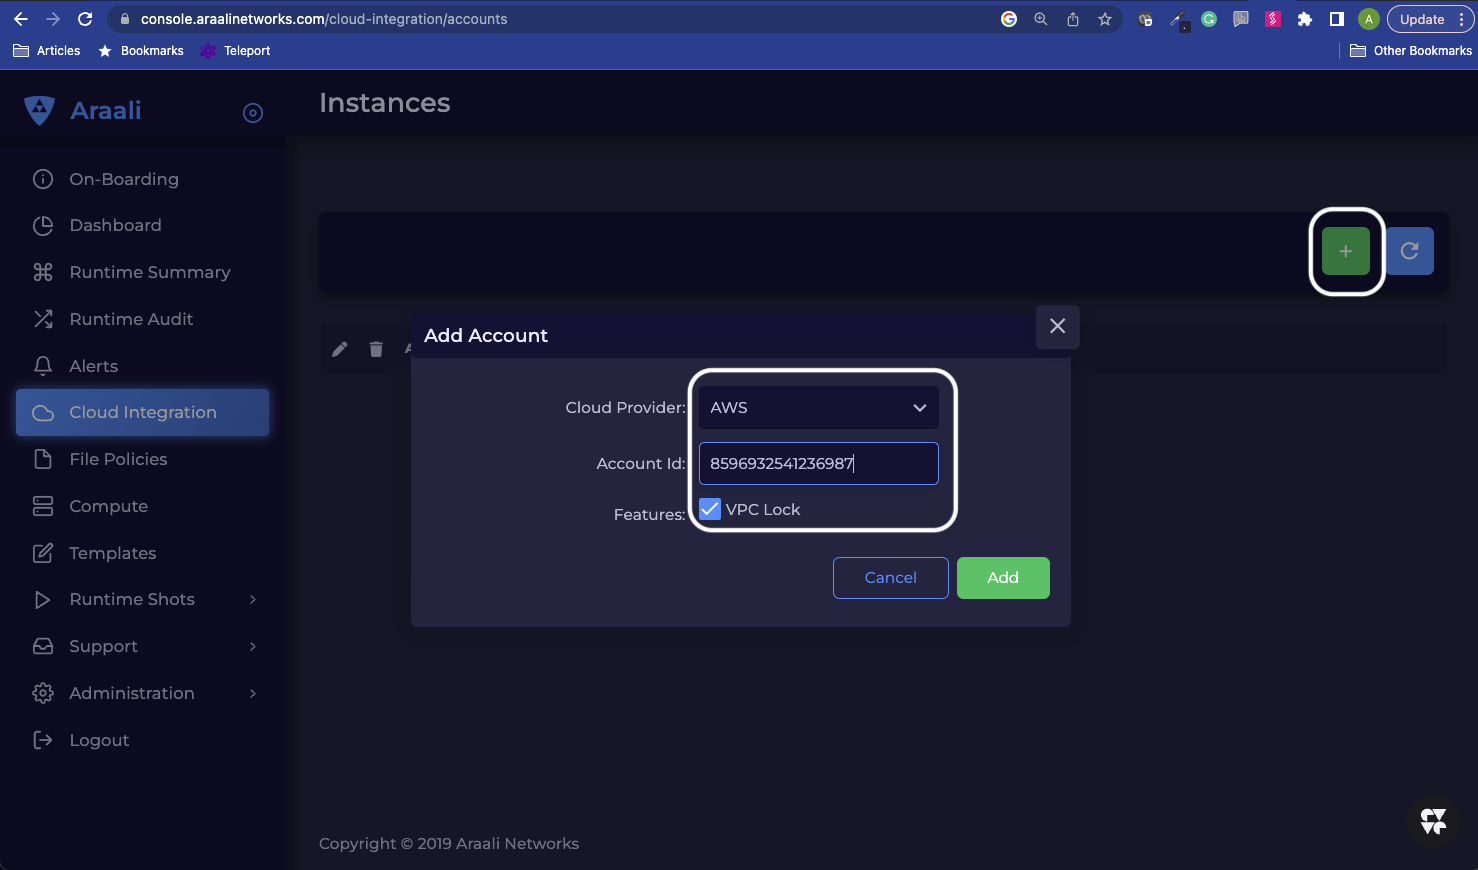 console.araalinetworks.com/cloud-integration/accounts
A
Update
Articles
Bookmarks
Teleport
Other Bookmarks
Araali
Instances
On-Boarding
Dashboard
Runtime Summary
Runtime Audit
Alerts
Cloud Integration
File Policies
Compute
Templates
Runtime Shots
Support
Administration
Logout
+
Add Account
Cloud Provider: AWS
Account Id: 8596932541236987
Features: VPC Lock
Cancel Add
Copyright © 2019 Araali Networks